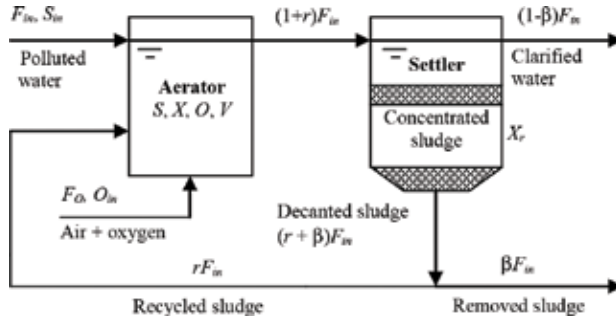 F_in, S_in
(1+r)F_in
(1-β)F_in
Polluted
water
Aerator
S, X, O, V
Settler
Clarified
water
Concentrated
sludge
X_r
F_O, O_in
Air + oxygen
Decanted sludge
(r + β)F_in
rF_in
βF_in
Recycled sludge
Removed sludge